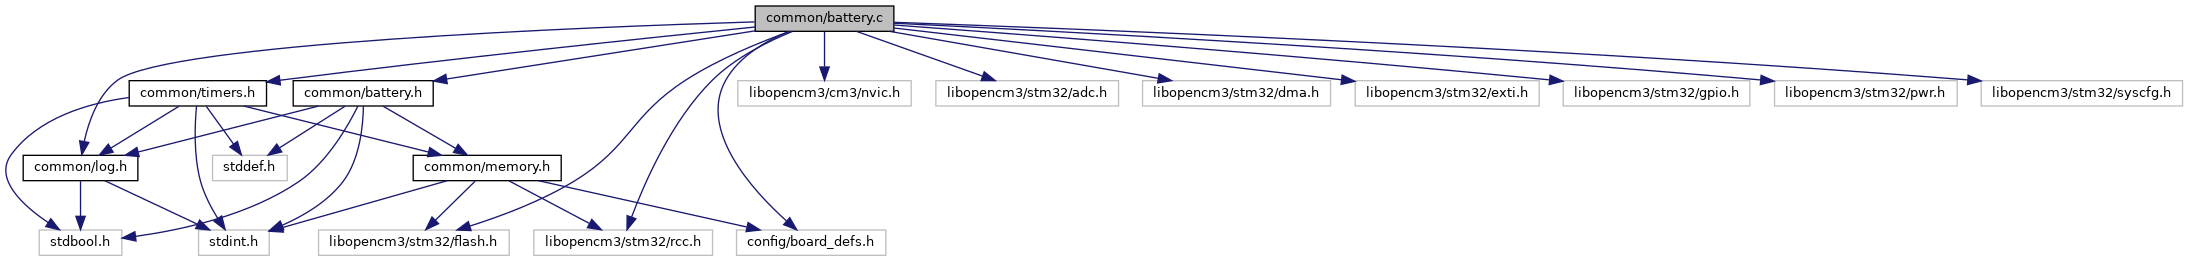 common/battery.c
common/timers.h
common/battery.h
libopencm3/cm3/nvic.h
libopencm3/stm32/adc.h
libopencm3/stm32/dma.h
libopencm3/stm32/exti.h
libopencm3/stm32/gpio.h
libopencm3/stm32/pwr.h
libopencm3/stm32/syscfg.h
common/log.h
stddef.h
common/memory.h
stdbool.h
stdint.h
libopencm3/stm32/flash.h
libopencm3/stm32/rcc.h
config/board_defs.h